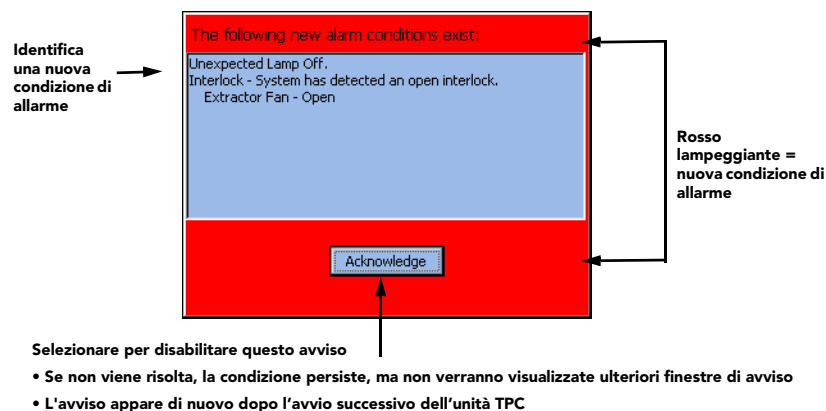 The following new alarm conditions exist:
Identifica
una nuova
condizione di
allarme
Unexpected Lamp Off.
Interlock - System has detected an open interlock.
Extractor Fan - Open
Rosso
lampeggiante =
nuova condizione di
allarme
Acknowledge
Selezionare per disabilitare questo avviso
• Se non viene risolta, la condizione persiste, ma non verranno visualizzate ulteriori finestre di avviso
• L'avviso appare di nuovo dopo l’avvio successivo dell’unità TPC